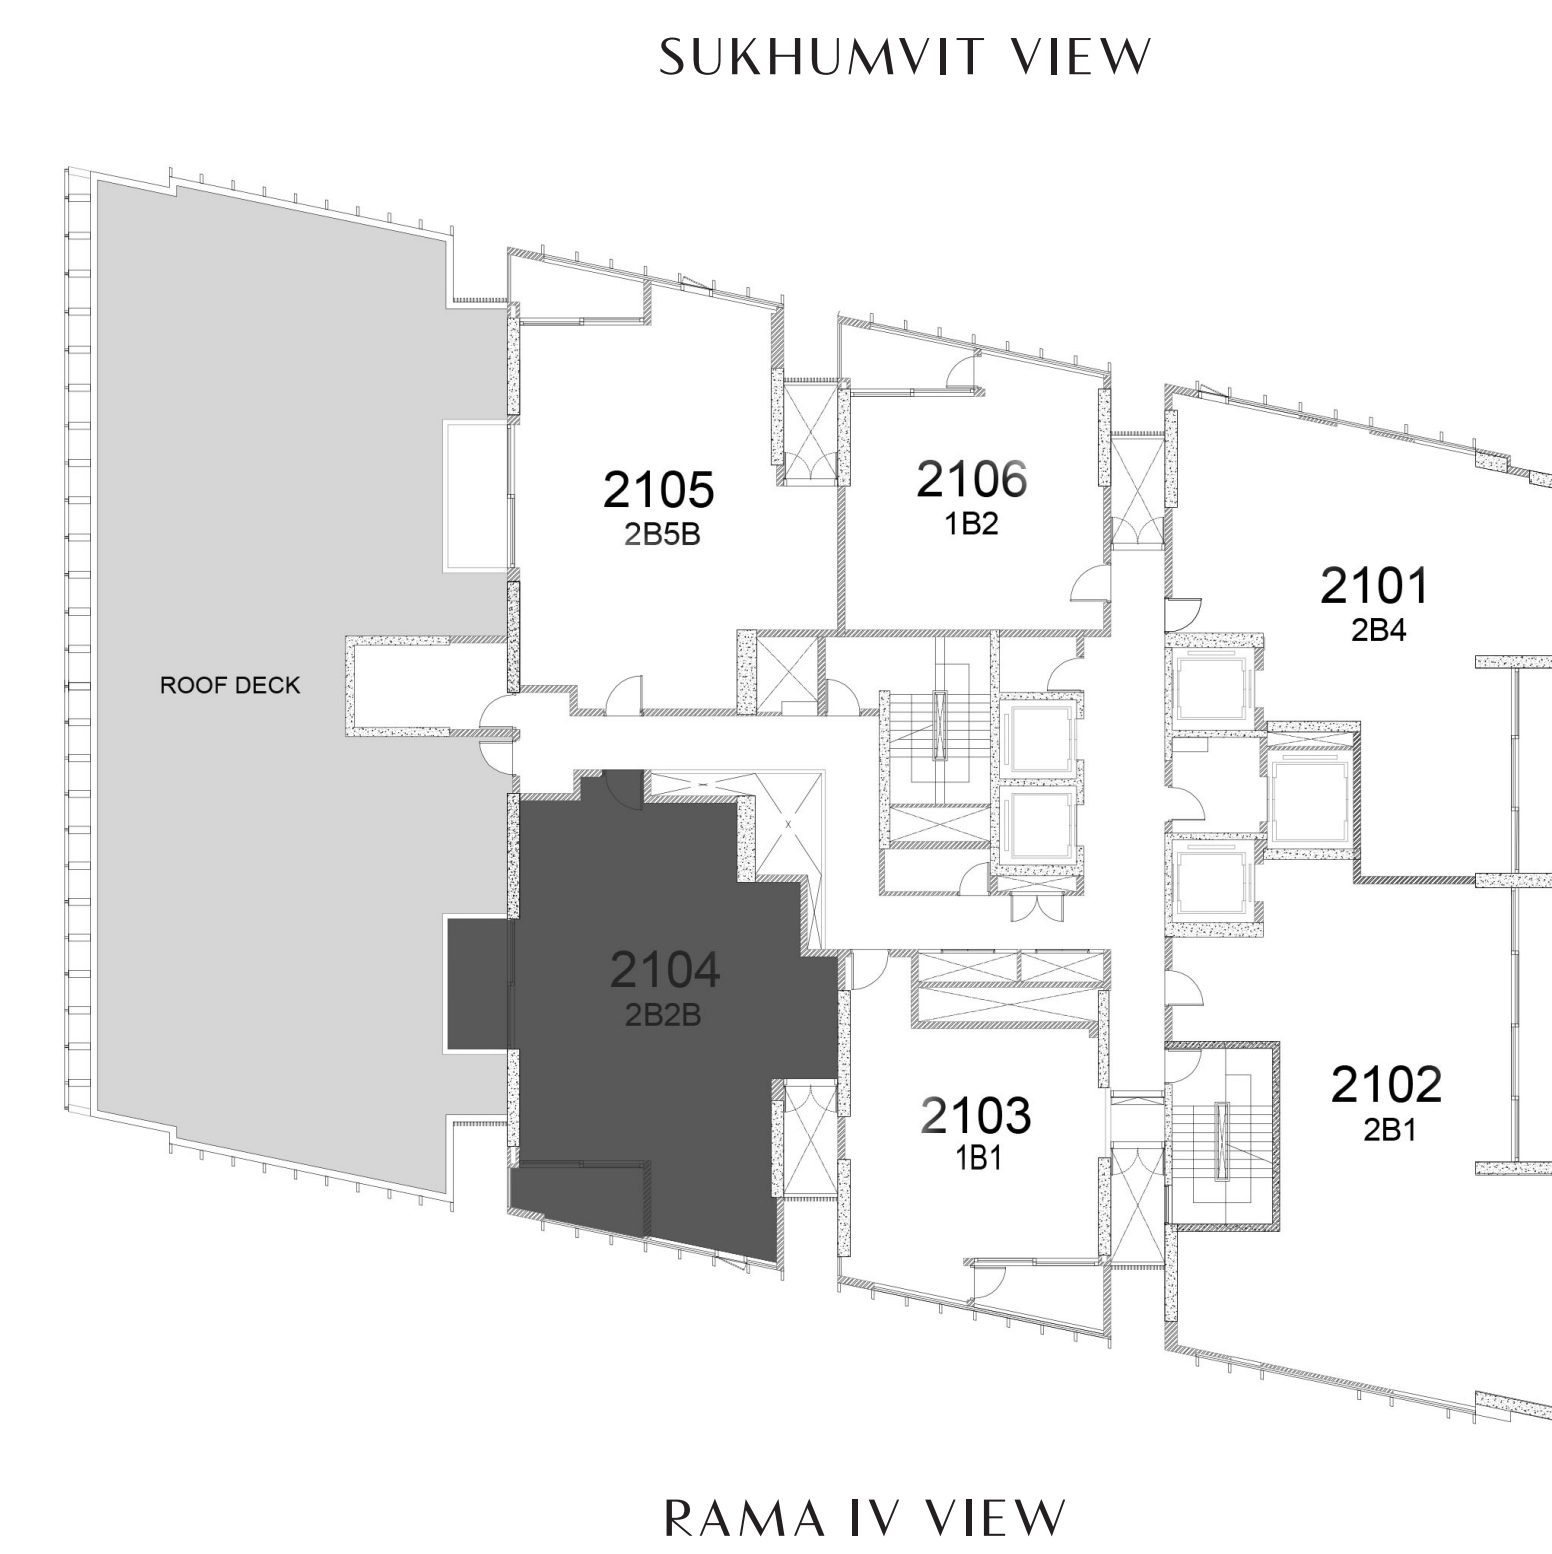 SUKHUMVIT VIEW
2105
2B5B
2106
1B2
2101
2B4
ROOF DECK
2104
2B2B
2103
1B1
2102
2B1
RAMA IV VIEW